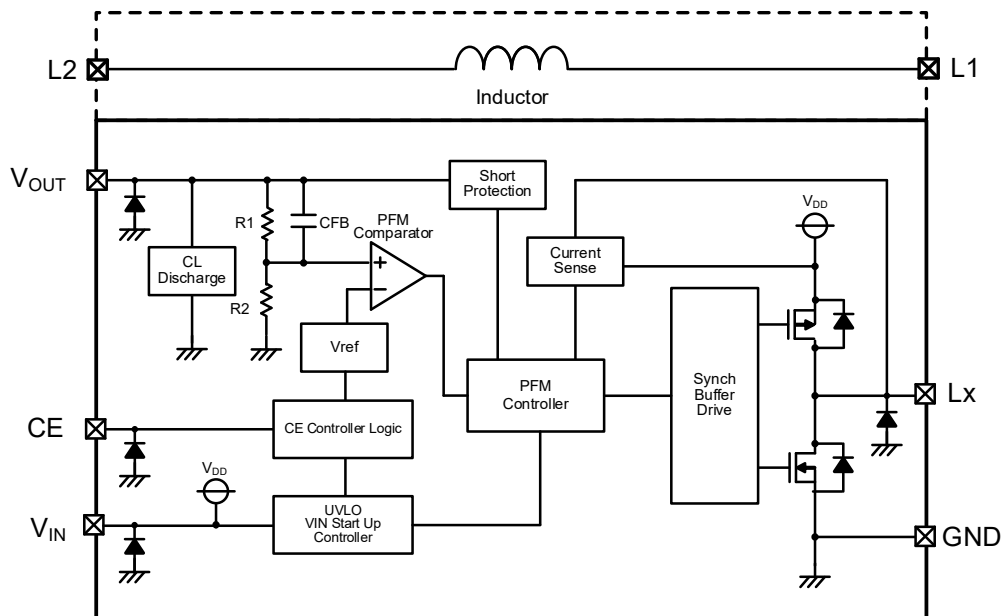 L2
L1
Inductor
VOUT
Short
Protection
VDD
R1
CFB
PFM
Comparator
CL
Discharge
Current
Sense
R2
+
−
Vref
PFM
Controller
Synch
Buffer
Drive
Lx
CE
CE Controller Logic
VDD
VIN
UVLO
VIN Start Up
Controller
GND